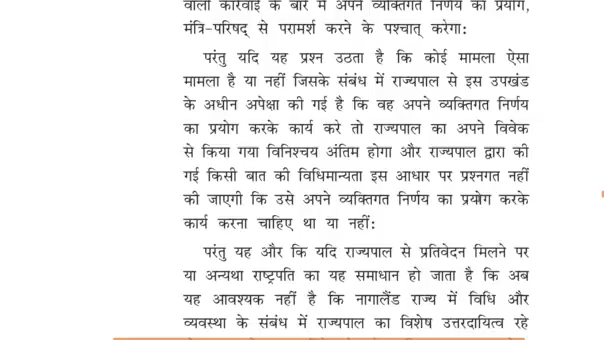 वाली कार्रवाई के बारे में अपने व्यक्तिगत निर्णय का प्रयोग,
मंत्रि-परिषद् से परामर्श करने के पश्चात् करेगा:
परंतु यदि यह प्रश्न उठता है कि कोई मामला ऐसा
मामला है या नहीं जिसके संबंध में राज्यपाल से इस उपखंड
के अधीन अपेक्षा की गई है कि वह अपने व्यक्तिगत निर्णय
का प्रयोग करके कार्य करे तो राज्यपाल का अपने विवेक
से किया गया विनिश्चय अंतिम होगा और राज्यपाल द्वारा की
गई किसी बात की विधिमान्यता इस आधार पर प्रश्नगत नहीं
की जाएगी कि उसे अपने व्यक्तिगत निर्णय का प्रयोग करके
कार्य करना चाहिए था या नहीं:
परंतु यह और कि यदि राज्यपाल से प्रतिवेदन मिलने पर
या अन्यथा राष्ट्रपति का यह समाधान हो जाता है कि अब
यह आवश्यक नहीं है कि नागालैंड राज्य में विधि और
व्यवस्था के संबंध में राज्यपाल का विशेष उत्तरदायित्व रहे